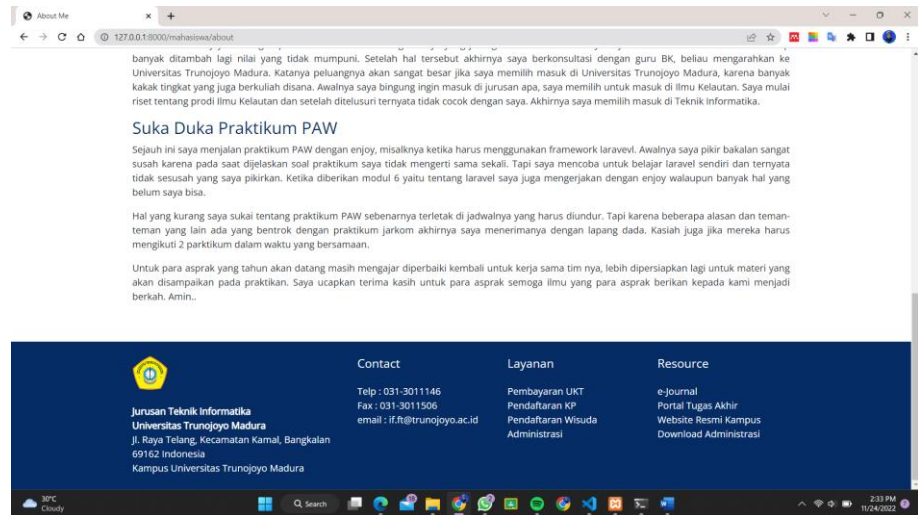 About Me
127.0.0.1:8000/mahasiswa/about
banyak ditambah lagi nilai yang tidak mumpuni. Setelah hal tersebut akhirnya saya berkonsultasi dengan guru BK, beliau mengarahkan ke
Universitas Trunojoyo Madura. Katanya peluangnya akan sangat besar jika saya memilih masuk di Universitas Trunojoyo Madura, karena banyak
kakak tingkat yang juga berkuliah disana. Awalnya saya bingung ingin masuk di jurusan apa, saya memilih untuk masuk di Ilmu Kelautan. Saya mulai
riset tentang prodi Ilmu Kelautan dan setelah ditelusuri ternyata tidak cocok dengan saya. Akhirnya saya memilih masuk di Teknik Informatika.
Suka Duka Praktikum PAW
Sejauh ini saya menjalan praktikum PAW dengan enjoy, misalknya ketika harus menggunakan framework laravevl. Awalnya saya pikir bakalan sangat
susah karena pada saat dijelaskan soal praktikum saya tidak mengerti sama sekali. Tapi saya mencoba untuk belajar laravel sendiri dan ternyata
tidak sesusah yang saya pikirkan. Ketika diberikan modul 6 yaitu tentang laravel saya juga mengerjakan dengan enjoy walaupun banyak hal yang
belum saya bisa.
Hal yang kurang saya sukai tentang praktikum PAW sebenarnya terletak di jadwalnya yang harus diundur. Tapi karena beberapa alasan dan teman-
teman yang lain ada yang bentrok dengan praktikum jarkom akhirnya saya menerimanya dengan lapang dada. Kasiah juga jika mereka harus
mengikuti 2 parktikum dalam waktu yang bersamaan.
Untuk para asprak yang tahun akan datang masih mengajar diperbaiki kembali untuk kerja sama tim nya, lebih dipersiapkan lagi untuk materi yang
akan disampaikan pada praktikan. Saya ucapkan terima kasih untuk para asprak semoga ilmu yang para asprak berikan kepada kami menjadi
berkah. Amin..
Jurusan Teknik Informatika
Universitas Trunojoyo Madura
Jl. Raya Telang, Kecamatan Kamal, Bangkalan
69162 Indonesia
Kampus Universitas Trunojoyo Madura
Contact
Telp : 031-3011146
Fax : 031-3011506
email : if.ft@trunojoyo.ac.id
Layanan
Pembayaran UKT
Pendaftaran KP
Pendaftaran Wisuda
Administrasi
Resource
e-Journal
Portal Tugas Akhir
Website Resmi Kampus
Download Administrasi
30°C
Cloudy
Search
2:33 PM
11/24/2022